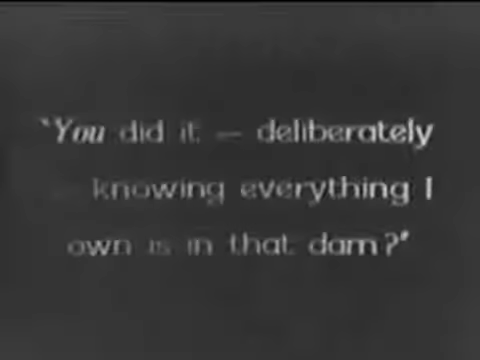 "You did it — deliberately
— knowing everything I
own is in that dam?"